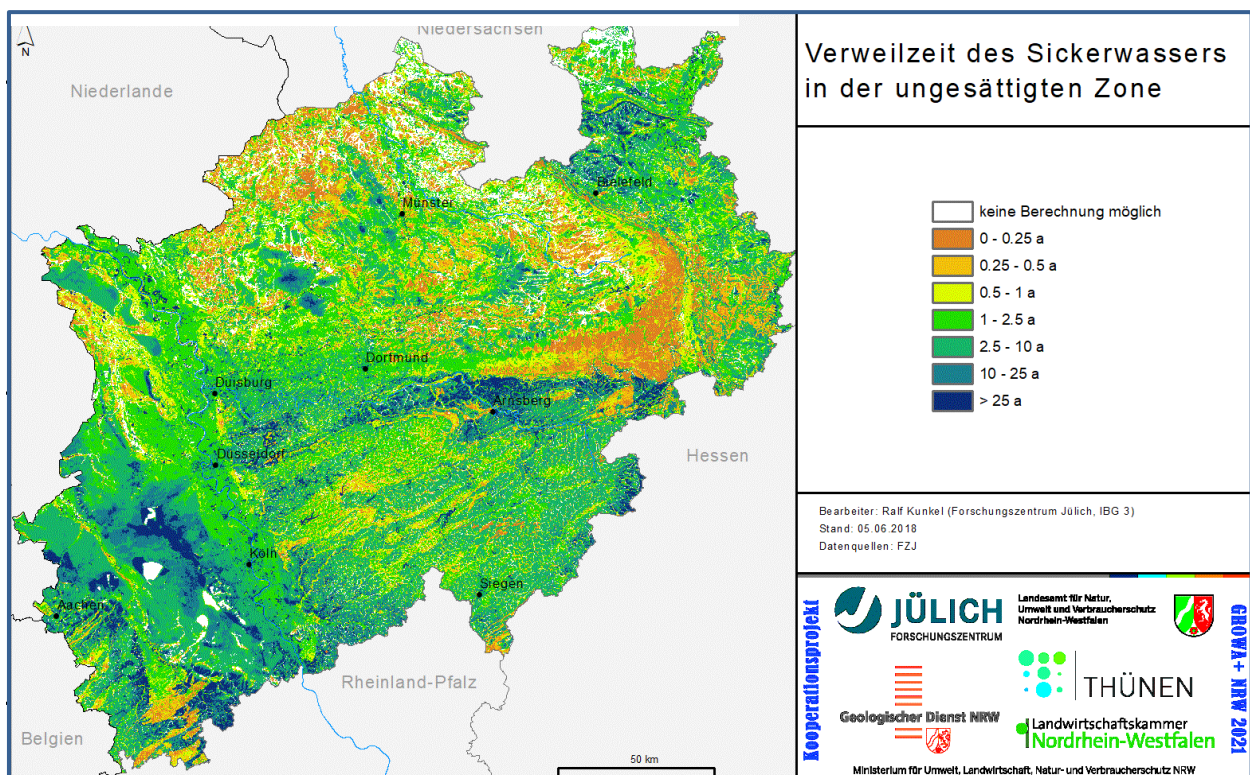 N
Niedersachsen
Niederlande
Bielefeld
Münster
Dortmund
Duisburg
Arnsberg
Düsseldorf
Hessen
Köln
Siegen
Aachen
Rheinland-Pfalz
Belgien
50 km
Verweilzeit des Sickerwassers
in der ungesättigten Zone
keine Berechnung möglich
0 - 0.25 a
0.25 - 0.5 a
0.5 - 1 a
1 - 2.5 a
2.5 - 10 a
10 - 25 a
> 25 a
Bearbeiter: Ralf Kunkel (Forschungszentrum Jülich, IBG 3)
Stand: 05.06.2018
Datenquellen: FZJ
Kooperationsprojekt
JÜLICH
FORSCHUNGSZENTRUM
Landesamt für Natur,
Umwelt und Verbraucherschutz
Nordrhein-Westfalen
THÜNEN
Geologischer Dienst NRW
Landwirtschaftskammer
Nordrhein-Westfalen
GROWA+ NRW 2021
Ministerium für Umwelt, Landwirtschaft, Natur- und Verbraucherschutz NRW